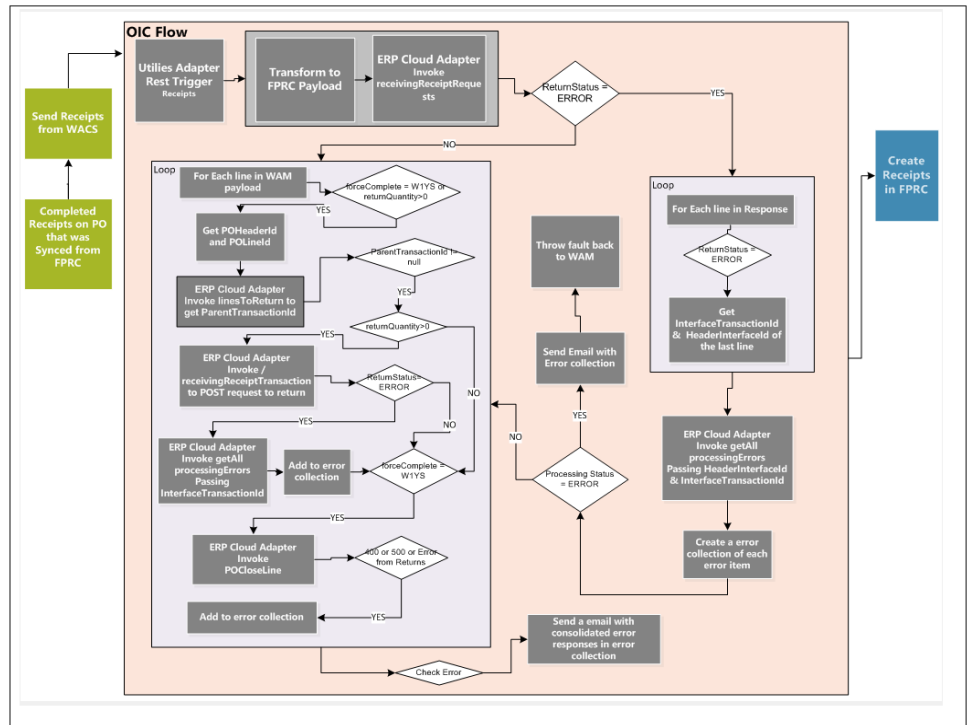 OIC Flow
Utilies Adapter
Rest Trigger
Receipts
Transform to
FPRC Payload
ERP Cloud Adapter
Invoke
receivingReceiptReque
sts
ReturnStatus =
ERROR
YES
NO
Send Receipts
from WACS
Completed
Receipts on PO
that was
Synced from
FPRC
Create
Receipts
in FPRC
Loop
For Each line in WAM
payload
forceComplete = W1YS or
returnQuantity>0
YES
Get POHeaderId
and POLineId
ParentTransactionId !=
null
ERP Cloud Adapter
Invoke linesToReturn to
get ParentTransactionId
YES
returnQuantity>0
YES
ERP Cloud Adapter
Invoke /
receivingReceiptTransaction
to POST request to return
ReturnStatus=
ERROR
NO
YES
NO
ERP Cloud Adapter
Invoke getAll
processingErrors
Passing
InterfaceTransactionId
Add to error
collection
forceComplete =
W1YS
YES
ERP Cloud Adapter
Invoke
POCloseLine
400 or 500 or Error
from Returns
YES
Add to error collection
Throw fault back
to WAM
Send Email with
Error collection
YES
NO
Processing Status
= ERROR
Loop
For Each line in Response
ReturnStatus =
ERROR
Get
InterfaceTransactionId
& HeaderInterfaceId of
the last line
ERP Cloud Adapter
Invoke getAll
processingErrors
Passing HeaderInterfaceId
& InterfaceTransactionId
Create a error
collection of each
error item
Check Error
Send a email with
consolidated error
responses in error
collection